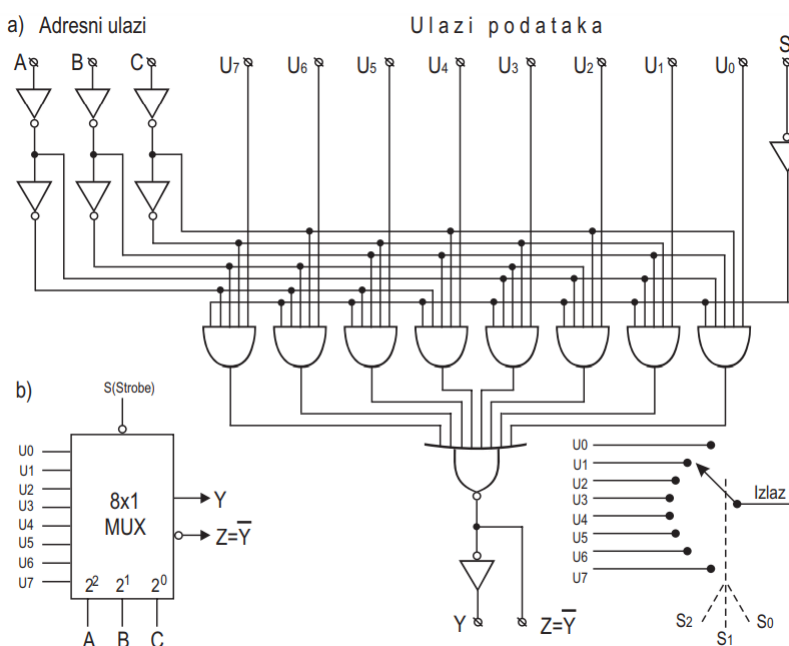 a) Adresni ulazi
Ulazi podataka
A B C U7 U6 U5 U4 U3 U2 U1 U0 S
b)
S(Strobe)
U0
U1
U2
U3
U4
U5
U6
U7
8x1
MUX
2² 2¹ 2⁰
A B C
Y
Z=Y̅
Y Z=Y̅
U0
U1
U2
U3
U4
U5
U6
U7
Izlaz
S2 S1 S0